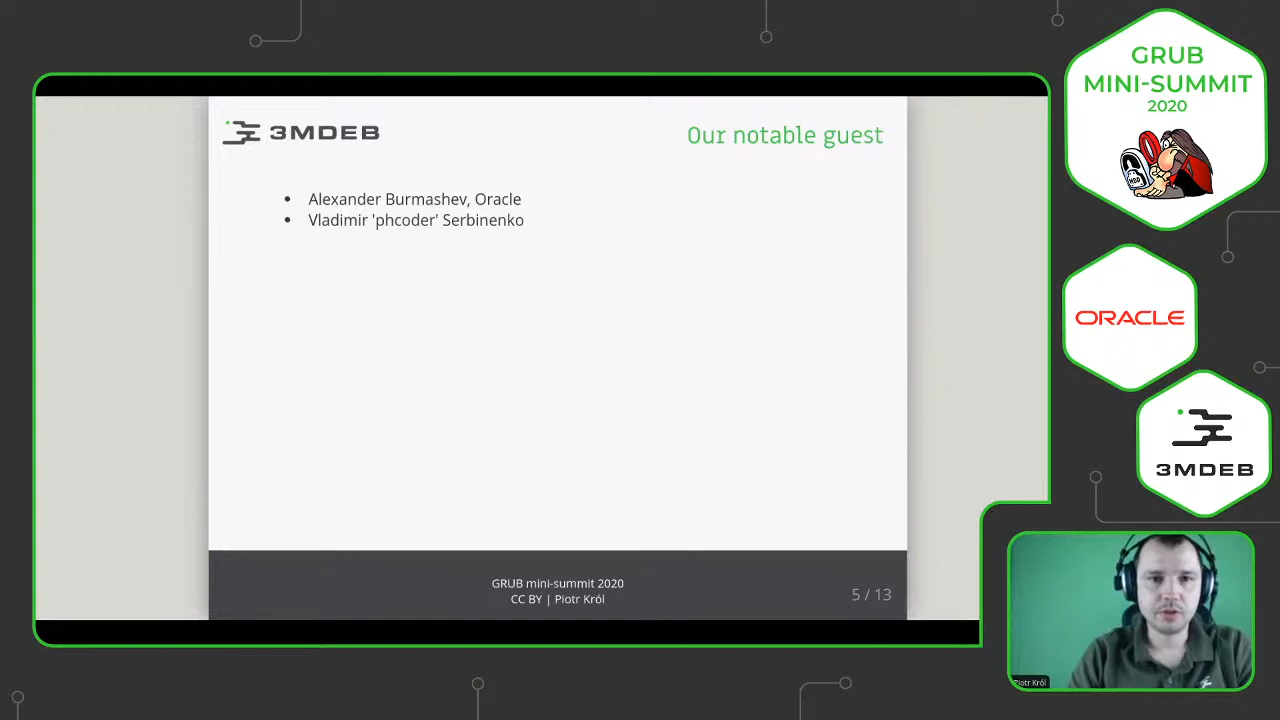 3MDEB
Our notable guest
• Alexander Burmashev, Oracle
• Vladimir 'phcoder' Serbinenko
GRUB mini-summit 2020
CC BY | Piotr Król
5 / 13
GRUB
MINI-SUMMIT
2020
ORACLE
3MDEB
Piotr Król